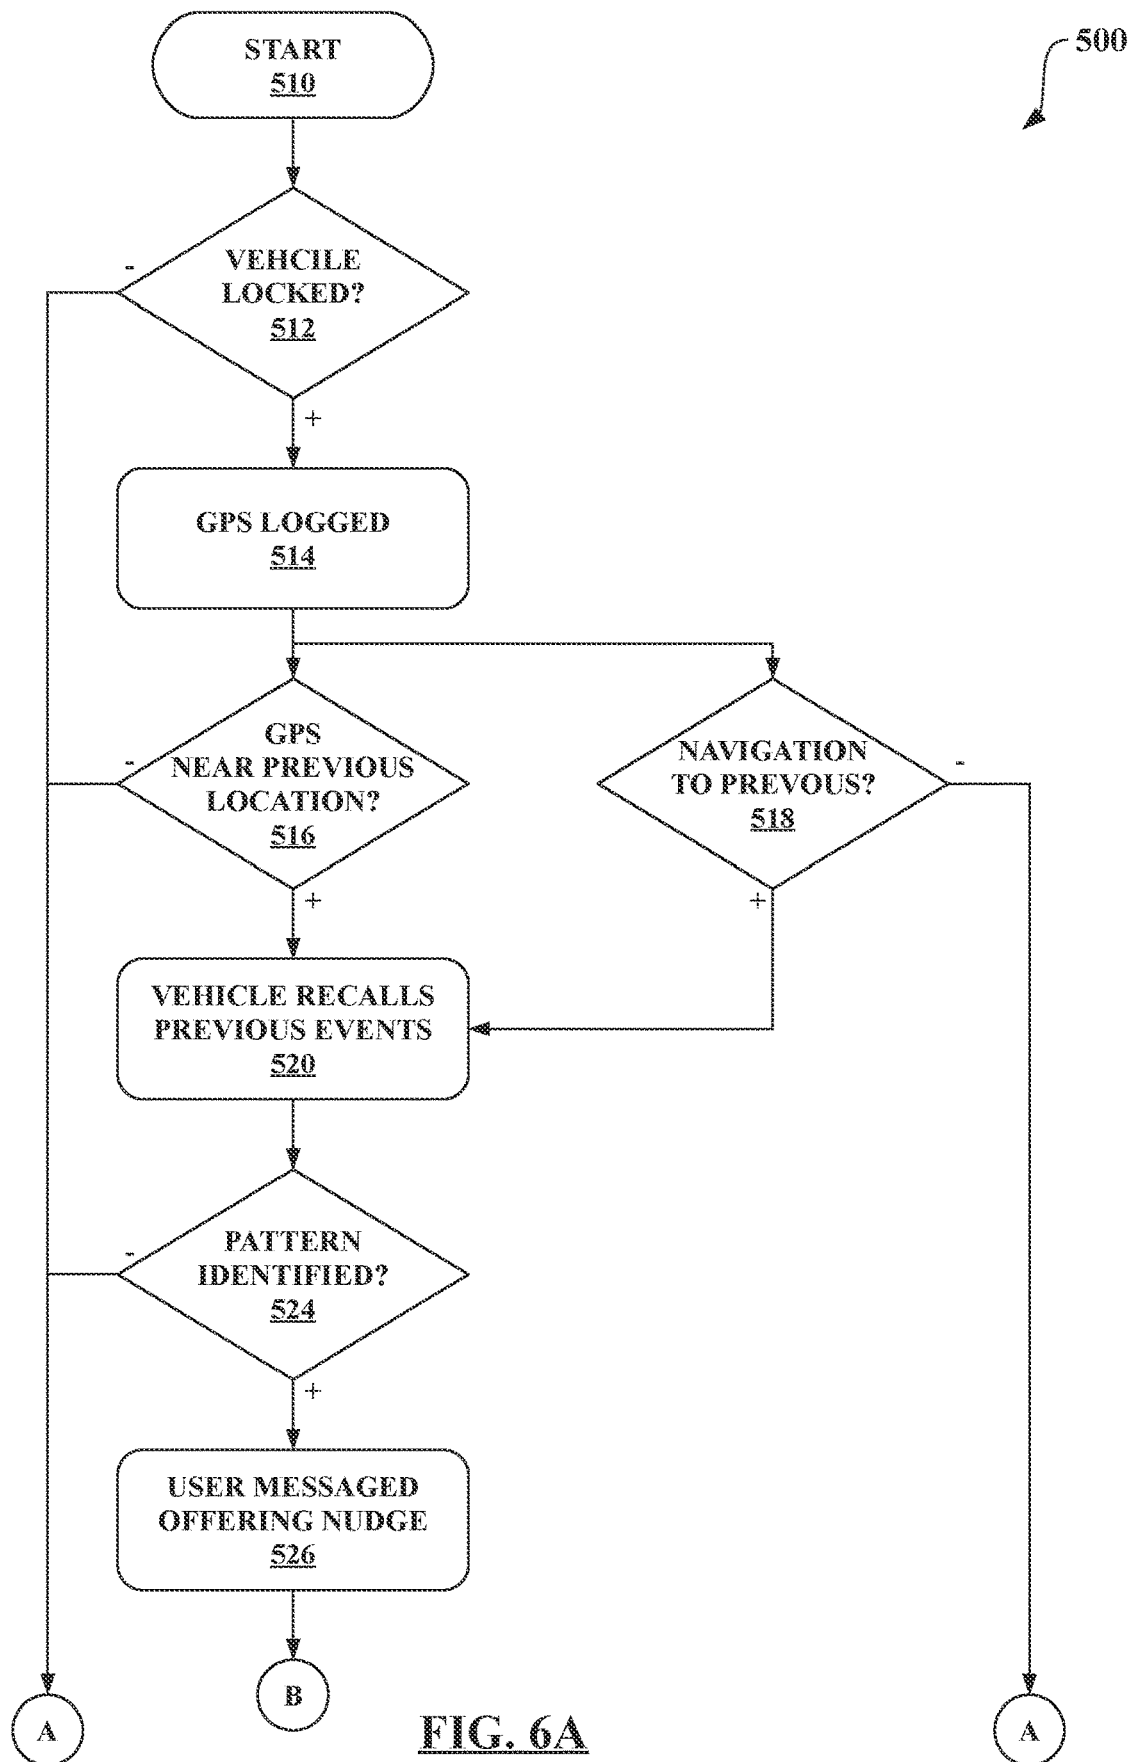 START
510
500
-
VEHCILE
LOCKED?
512
+
GPS LOGGED
514
-
GPS
NEAR PREVIOUS
LOCATION?
516
+
NAVIGATION
TO PREVOUS?
518
-
+
VEHICLE RECALLS
PREVIOUS EVENTS
520
-
PATTERN
IDENTIFIED?
524
+
USER MESSAGED
OFFERING NUDGE
526
A
B
A
FIG. 6A